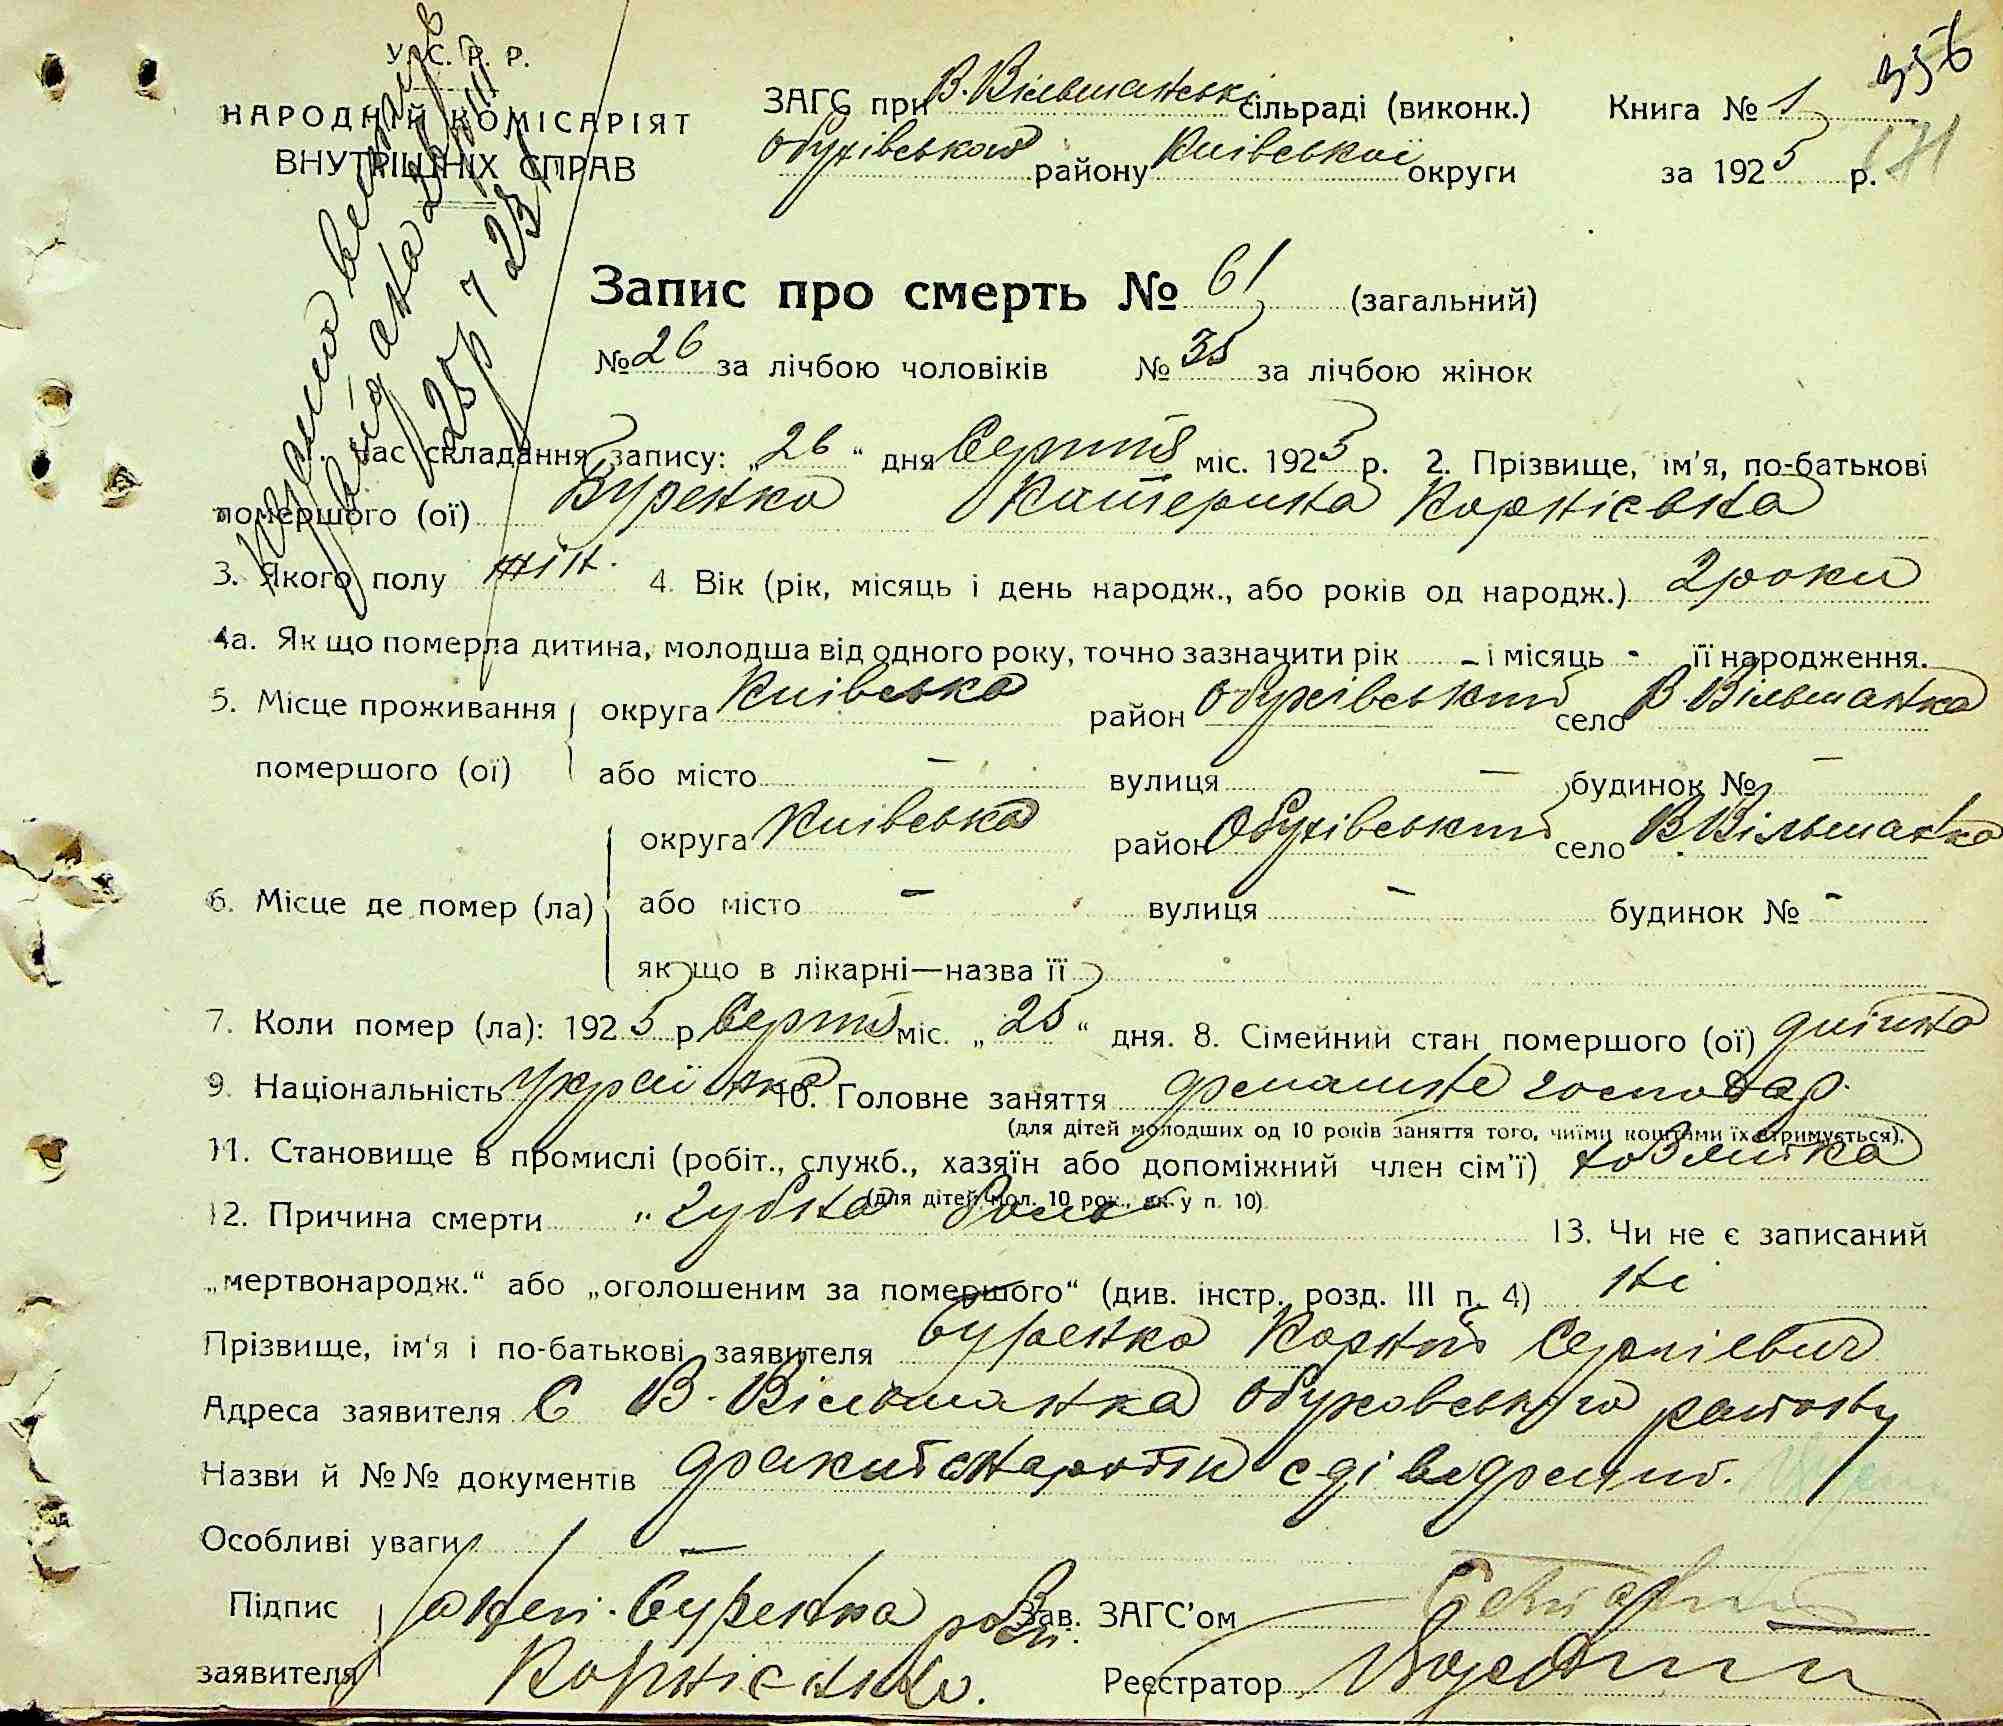 У. С. Р. Р.
НАРОДНІЙ КОМІСАРІЯТ
ВНУТРІШНІХ СПРАВ
ЗАГС при В. Вільшанські сільраді (виконк.)
Обухівського району Київської округи
Книга № 1
за 1925 р.
356
171
Запис про смерть № 61 (загальний)
№ 26 за лічбою чоловіків № 35 за лічбою жінок
час складання запису: „26“ дня Серпня міс. 1925 р. 2. Прізвище, ім'я, по-батькові
помершого (ої) Буренко Катерина Корнієвна
3. Якого полу жін. 4. Вік (рік, місяць і день народж., або років од народж.) 2 роки
4а. Як що померла дитина, молодша від одного року, точно зазначити рік - і місяць - її народження.
5. Місце проживання округа Київська район Обухівський село В. Вільшанка
помершого (ої) або місто — вулиця — будинок № —
округа Київська район Обухівський село В. Вільшанка
6. Місце де помер (ла) або місто — вулиця — будинок № —
як що в лікарні—назва її
7. Коли помер (ла): 1925 р Серпня міс. „25“ дня. 8. Сімейний стан помершого (ої)
9. Національність Українка 10. Головне заняття господар.
(для дітей молодших од 10 років заняття того, чиїми коштами їх утримується).
11. Становище в промислі (робіт., служб., хазяїн або допоміжний член сім'ї)
(для дітей мол. 10 рок., як у п. 10)
12. Причина смерти 13. Чи не є записаний
„мертвонародж.“ або „оголошеним за помершого“ (див. інстр. розд. III п. 4) ні
Прізвище, ім'я і по-батькові заявителя Буренко Корній Сергієвич
Адреса заявителя С В. Вільшанка Обуховського району
Назви й №№ документів
Особливі уваги —
Підпис Буренко Зав. ЗАГС'ом
заявителя Реєстратор